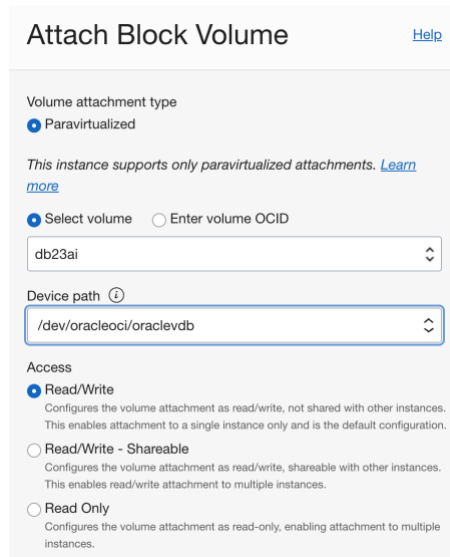 Attach Block Volume
Help
Volume attachment type
Paravirtualized
This instance supports only paravirtualized attachments. Learn
more
Select volume Enter volume OCID
db23ai
Device path
/dev/oracleoci/oraclevdb
Access
Read/Write
Configures the volume attachment as read/write, not shared with other instances.
This enables attachment to a single instance only and is the default configuration.
Read/Write - Shareable
Configures the volume attachment as read/write, shareable with other instances.
This enables read/write attachment to multiple instances.
Read Only
Configures the volume attachment as read-only, enabling attachment to multiple
instances.